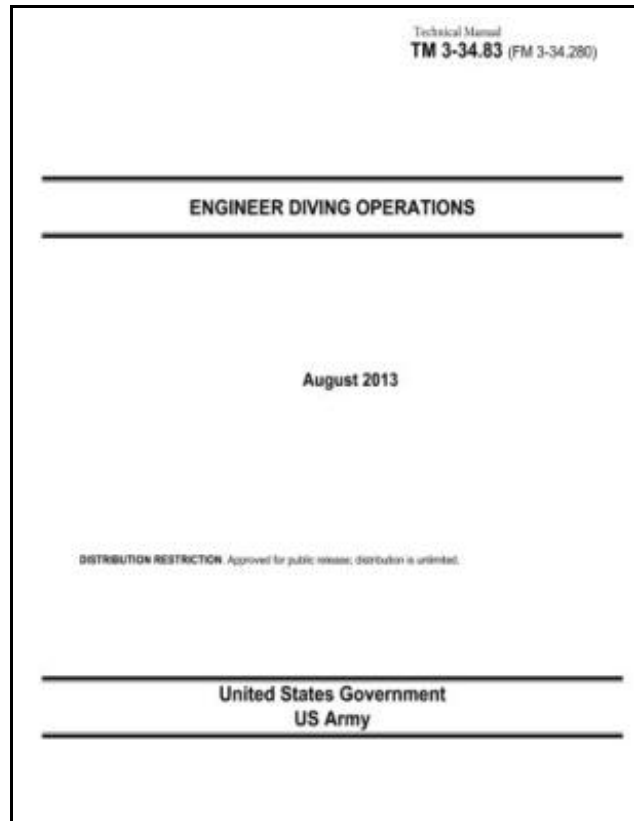 Technical Manual
TM 3-34.83 (FM 3-34.280)
ENGINEER DIVING OPERATIONS
August 2013
DISTRIBUTION RESTRICTION. Approved for public release; distribution is unlimited.
United States Government
US Army